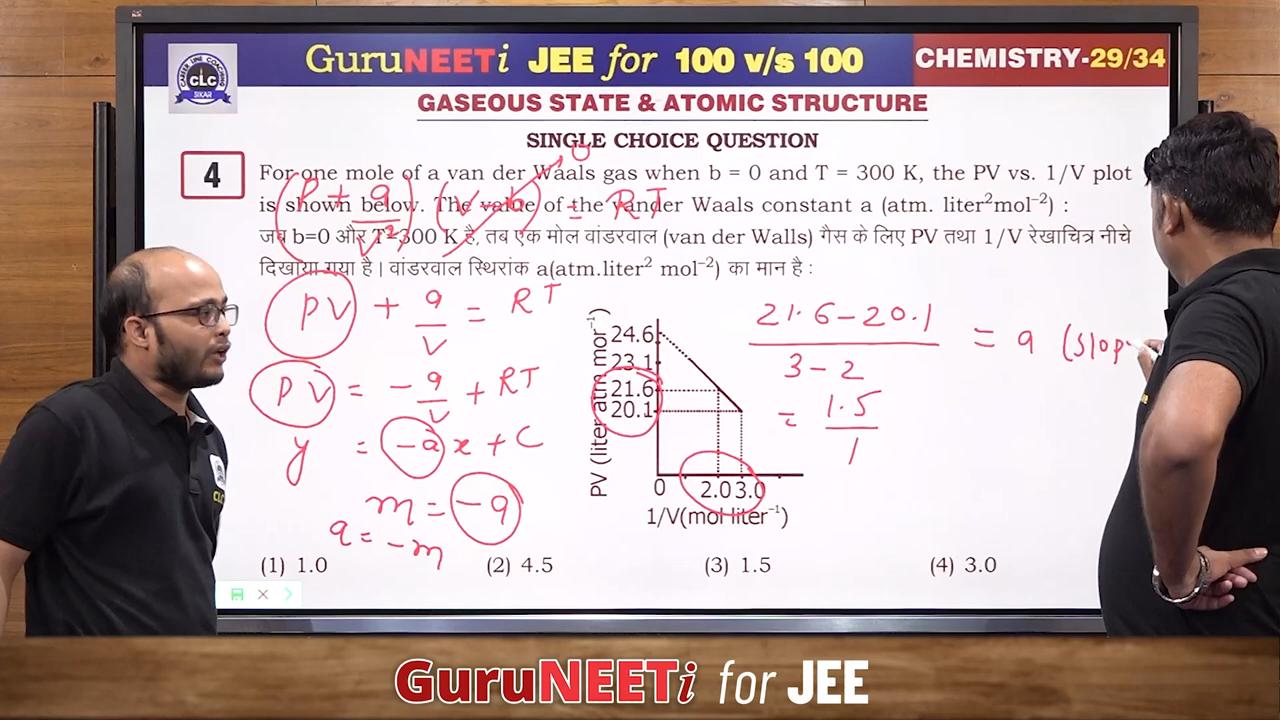 GuruNEETi JEE for 100 v/s 100
CHEMISTRY-29/34
CAREER LINE COACHING
CLC
SIKAR
GASEOUS STATE & ATOMIC STRUCTURE
SINGLE CHOICE QUESTION
4
For one mole of a van der Waals gas when b = 0 and T = 300 K, the PV vs. 1/V plot
is shown below. The value of the vander Waals constant a (atm. liter²mol⁻²) :
जब b=0 और T=300 K है, तब एक मोल वांडरवाल (van der Walls) गैस के लिए PV तथा 1/V रेखाचित्र नीचे
दिखाया गया है। वांडरवाल स्थिरांक a(atm.liter² mol⁻²) का मान है :
(P + a/V²) (V - b) = RT
0
PV + a/V = RT
PV = - a/V + RT
y = -a x + C
m = -a
a = -m
PV (liter atm mol⁻¹)
24.6
23.1
21.6
20.1
0 2.0 3.0
1/V(mol liter⁻¹)
21.6-20.1 / 3-2 = a (slop
= 1.5/1
(1) 1.0 (2) 4.5 (3) 1.5 (4) 3.0
GuruNEETi for JEE